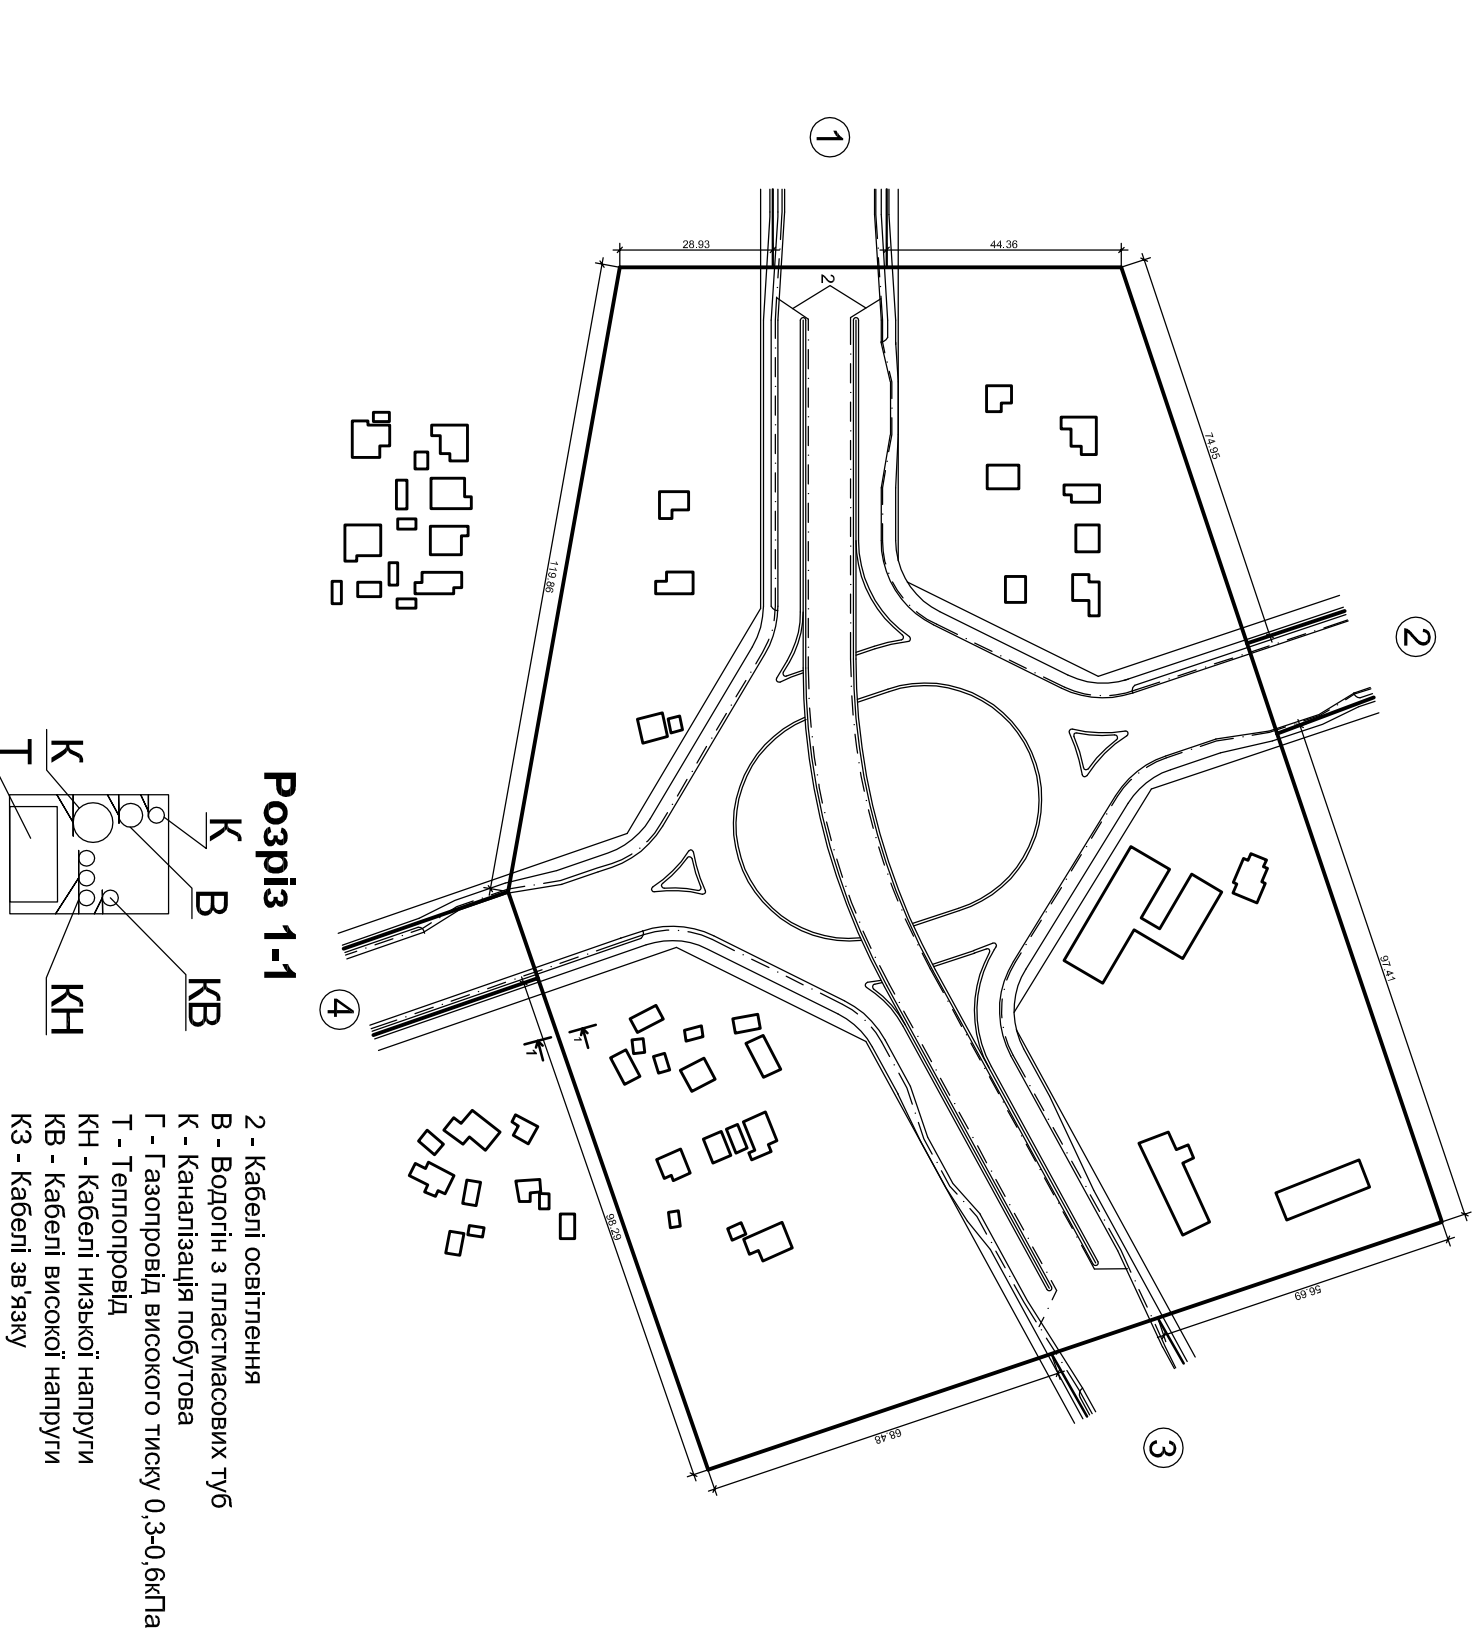 1
28.93
44.36
2
74.95
119.86
2
97.41
4
1
1
98.29
56.69
68.48
3
Розріз 1-1
К
В
КВ
К
Т
КН
2 - Кабелі освітлення
В - Водогін з пластмасових туб
К - Каналізація побутова
Г - Газопровід високого тиску 0,3-0,6кПа
Т - Теплопровід
КН - Кабелі низької напруги
КВ - Кабелі високої напруги
КЗ - Кабелі зв'язку